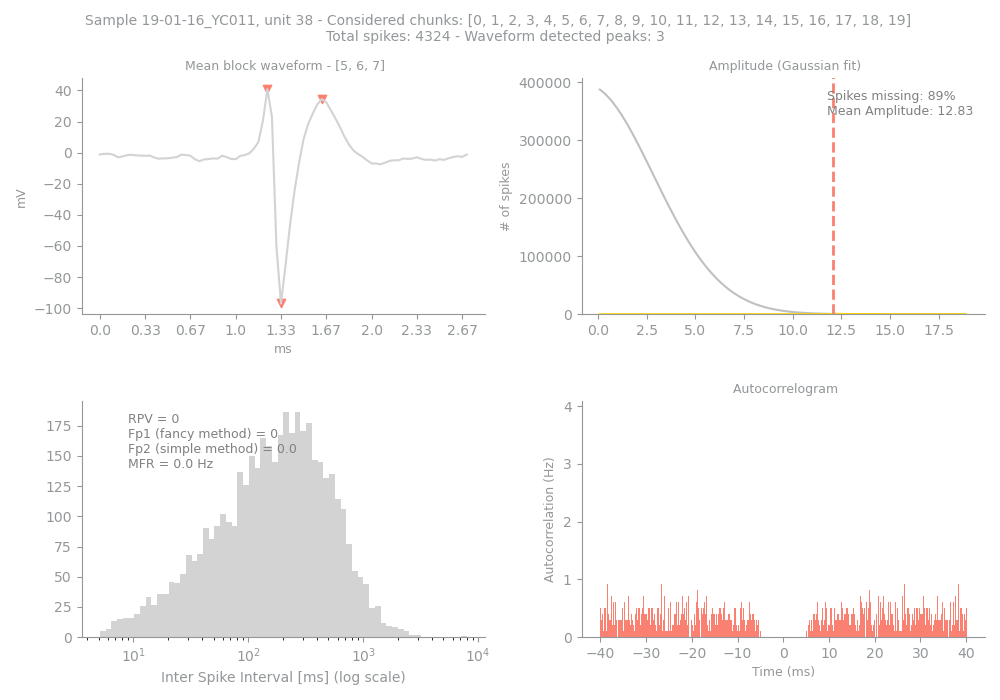 Sample 19-01-16_YC011, unit 38 - Considered chunks: [0, 1, 2, 3, 4, 5, 6, 7, 8, 9, 10, 11, 12, 13, 14, 15, 16, 17, 18, 19]
Total spikes: 4324 - Waveform detected peaks: 3
Mean block waveform - [5, 6, 7]
40
20
0
−20
−40
−60
−80
−100
mV
0.0 0.33 0.67 1.0 1.33 1.67 2.0 2.33 2.67
ms
Amplitude (Gaussian fit)
Spikes missing: 89%
Mean Amplitude: 12.83
400000
300000
200000
100000
0
# of spikes
0.0 2.5 5.0 7.5 10.0 12.5 15.0 17.5
RPV = 0
Fp1 (fancy method) = 0
Fp2 (simple method) = 0.0
MFR = 0.0 Hz
175
150
125
100
75
50
25
0
10¹ 10² 10³ 10⁴
Inter Spike Interval [ms] (log scale)
Autocorrelogram
4
3
2
1
0
Autocorrelation (Hz)
−40 −30 −20 −10 0 10 20 30 40
Time (ms)